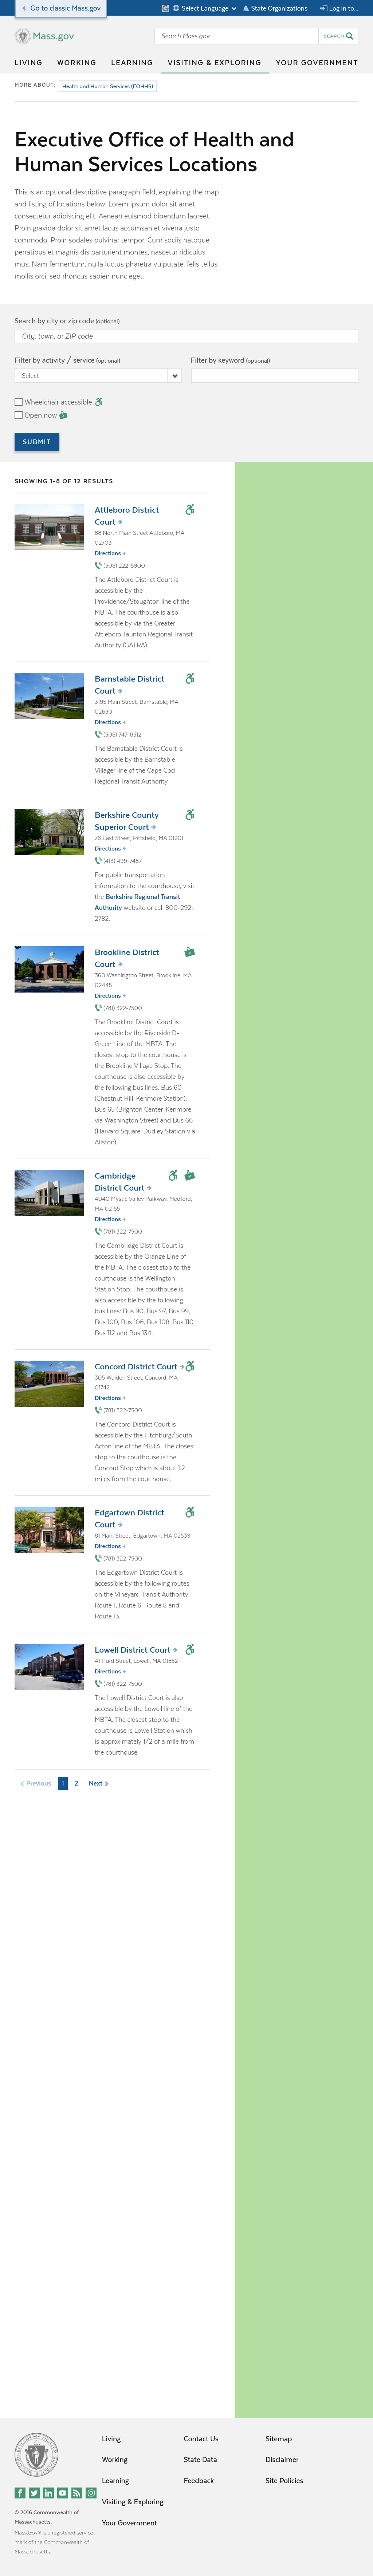 Go to classic Mass.gov
Select Language
State Organizations
Log in to...
Mass.gov
Search Mass.gov
SEARCH
LIVING
WORKING
LEARNING
VISITING & EXPLORING
YOUR GOVERNMENT
MORE ABOUT
Health and Human Services (EOHHS)
Executive Office of Health and
Human Services Locations
This is an optional descriptive paragraph field, explaining the map
and listing of locations below. Lorem ipsum dolor sit amet,
consectetur adipiscing elit. Aenean euismod bibendum laoreet.
Proin gravida dolor sit amet lacus accumsan et viverra justo
commodo. Proin sodales pulvinar tempor. Cum sociis natoque
penatibus et magnis dis parturient montes, nascetur ridiculus
mus. Nam fermentum, nulla luctus pharetra vulputate, felis tellus
mollis orci, sed rhoncus sapien nunc eget.
Search by city or zip code (optional)
City, town, or ZIP code
Filter by activity / service (optional)
Filter by keyword (optional)
Select
Wheelchair accessible
Open now
SUBMIT
SHOWING 1-8 OF 12 RESULTS
Attleboro District
Court
88 North Main Street Attleboro, MA
02703
Directions
(508) 222-5900
The Attleboro District Court is
accessible by the
Providence/Stoughton line of the
MBTA. The courthouse is also
accessible by via the Greater
Attleboro Taunton Regional Transit
Authority (GATRA).
Barnstable District
Court
3195 Main Street, Barnstable, MA
02630
Directions
(508) 747-8512
The Barnstable District Court is
accessible by the Barnstable
Villager line of the Cape Cod
Regional Transit Authority.
Berkshire County
Superior Court
76 East Street, Pittsfield, MA 01201
Directions
(413) 499-7487
For public transportation
information to the courthouse, visit
the Berkshire Regional Transit
Authority website or call 800-292-
2782.
Brookline District
Court
360 Washington Street, Brookline, MA
02445
Directions
(781) 322-7500
The Brookline District Court is
accessible by the Riverside D-
Green Line of the MBTA. The
closest stop to the courthouse is
the Brookline Village Stop. The
courthouse is also accessible by
the following bus lines: Bus 60
(Chestnut Hill-Kenmore Station),
Bus 65 (Brighton Center-Kenmore
via Washington Street) and Bus 66
(Harvard Square-Dudley Station via
Allston).
Cambridge
District Court
4040 Mystic Valley Parkway, Medford,
MA 02155
Directions
(781) 322-7500
The Cambridge District Court is
accessible by the Orange Line of
the MBTA. The closest stop to the
courthouse is the Wellington
Station Stop. The courthouse is
also accessible by the following
bus lines: Bus 90, Bus 97, Bus 99,
Bus 100, Bus 106, Bus 108, Bus 110,
Bus 112 and Bus 134.
Concord District Court
305 Walden Street, Concord, MA
01742
Directions
(781) 322-7500
The Concord District Court is
accessible by the Fitchburg/South
Acton line of the MBTA. The closes
stop to the courthouse is the
Concord Stop which is about 1.2
miles from the courthouse.
Edgartown District
Court
81 Main Street, Edgartown, MA 02539
Directions
(781) 322-7500
The Edgartown District Court is
accessible by the following routes
on the Vineyard Transit Authority:
Route 1, Route 6, Route 8 and
Route 13.
Lowell District Court
41 Hurd Street, Lowell, MA 01852
Directions
(781) 322-7500
The Lowell District Court is also
accessible by the Lowell line of the
MBTA. The closest stop to the
courthouse is Lowell Station which
is approximately 1/2 of a mile from
the courthouse.
Previous 1 2 Next
Living
Working
Learning
Visiting & Exploring
Your Government
Contact Us
State Data
Feedback
Sitemap
Disclaimer
Site Policies
© 2016 Commonwealth of
Massachusetts.
Mass.Gov® is a registered service
mark of the Commonwealth of
Massachusetts.